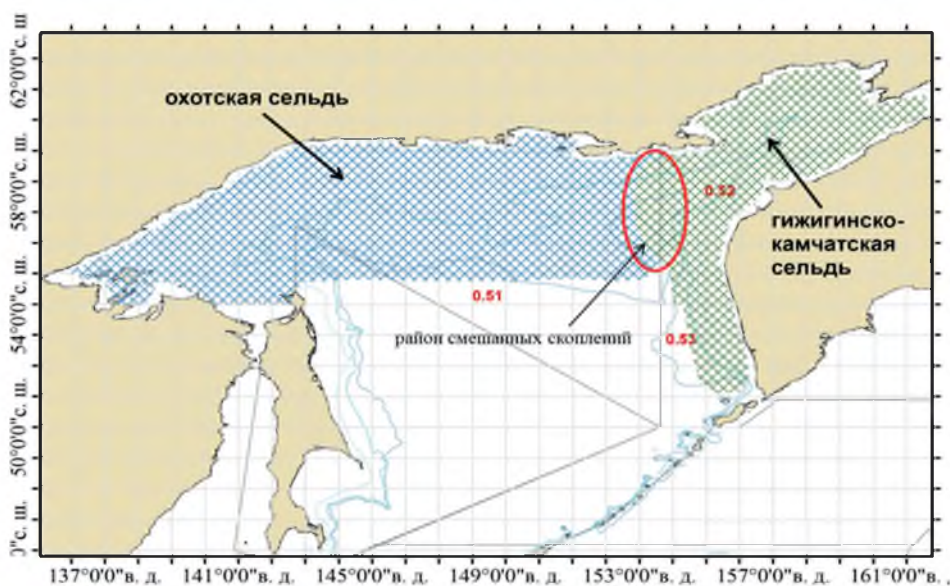 охотская сельдь
0.52
гижигинско-
камчатская
сельдь
0.51
район смешанных скоплений
0.53
62°0'0"с. ш.
58°0'0"с. ш.
54°0'0"с. ш.
50°0'0"с. ш.
)°с. ш.
137°0'0"в. д. 141°0'0"в. д. 145°0'0"в. д. 149°0'0"в. д. 153°0'0"в. д. 157°0'0"в. д. 161°0'0"в. д.